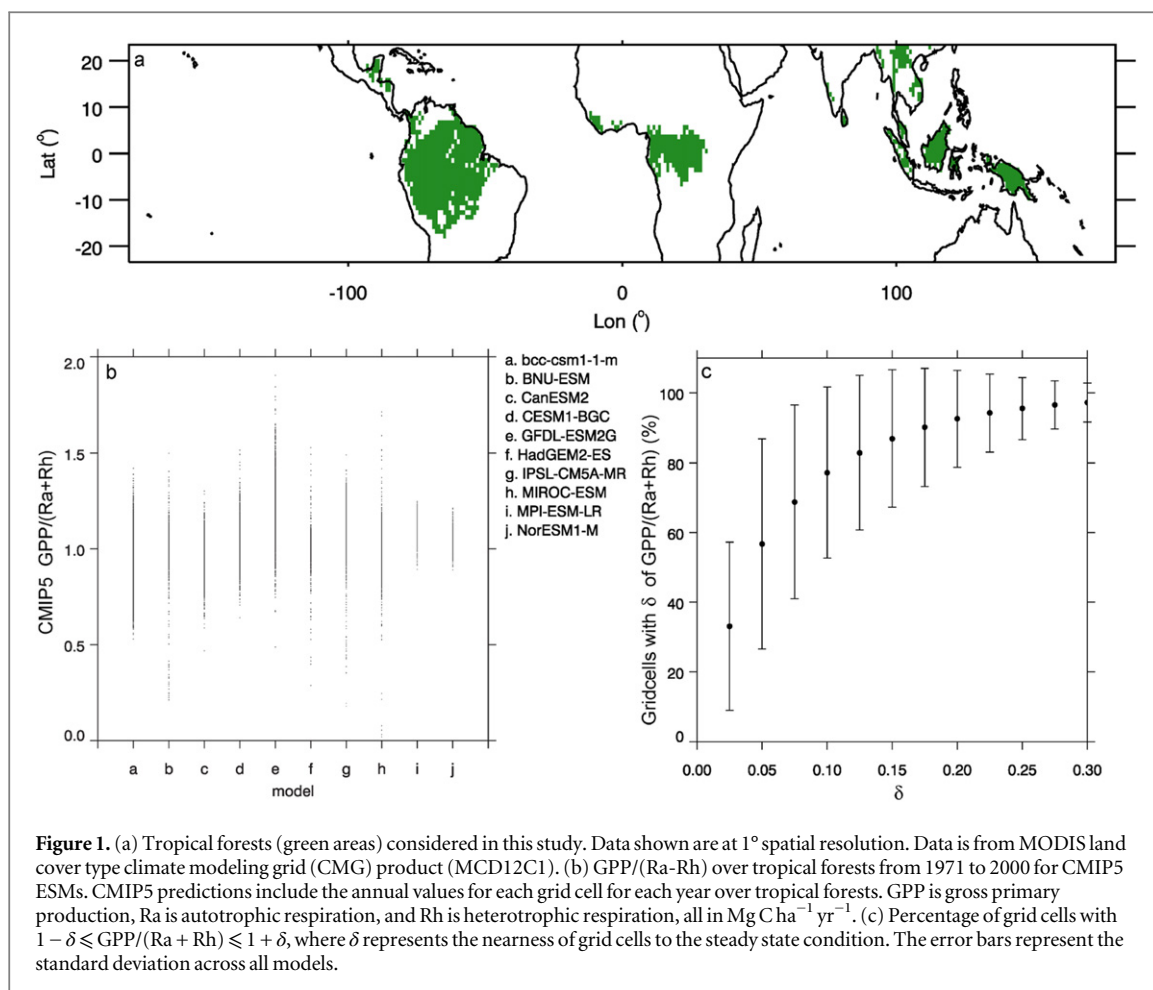 a
20
10
0
-10
-20
Lat (°)
-100
0
100
Lon (°)
b
2.0
1.5
1.0
0.5
0.0
CMIP5 GPP/(Ra+Rh)
a b c d e f g h i j
model
a. bcc-csm1-1-m
b. BNU-ESM
c. CanESM2
d. CESM1-BGC
e. GFDL-ESM2G
f. HadGEM2-ES
g. IPSL-CM5A-MR
h. MIROC-ESM
i. MPI-ESM-LR
j. NorESM1-M
c
100
80
60
40
20
0
Gridcells with δ of GPP/(Ra+Rh) (%)
0.00 0.05 0.10 0.15 0.20 0.25 0.30
δ
Figure 1. (a) Tropical forests (green areas) considered in this study. Data shown are at 1° spatial resolution. Data is from MODIS land
cover type climate modeling grid (CMG) product (MCD12C1). (b) GPP/(Ra-Rh) over tropical forests from 1971 to 2000 for CMIP5
ESMs. CMIP5 predictions include the annual values for each grid cell for each year over tropical forests. GPP is gross primary
production, Ra is autotrophic respiration, and Rh is heterotrophic respiration, all in Mg C ha⁻¹ yr⁻¹. (c) Percentage of grid cells with
1 − δ ⩽ GPP/(Ra + Rh) ⩽ 1 + δ, where δ represents the nearness of grid cells to the steady state condition. The error bars represent the
standard deviation across all models.